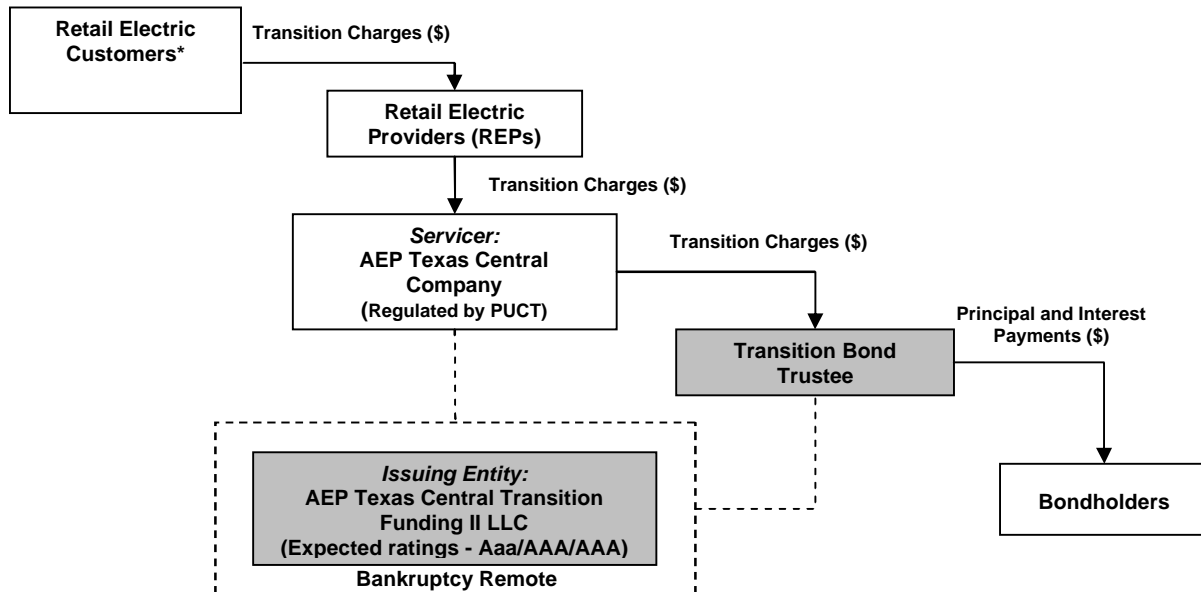 Retail Electric
Customers*
Transition Charges ($)
Retail Electric
Providers (REPs)
Transition Charges ($)
Servicer:
AEP Texas Central
Company
(Regulated by PUCT)
Transition Charges ($)
Principal and Interest
Payments ($)
Transition Bond
Trustee
Issuing Entity:
AEP Texas Central Transition
Funding II LLC
(Expected ratings - Aaa/AAA/AAA)
Bankruptcy Remote
Bondholders